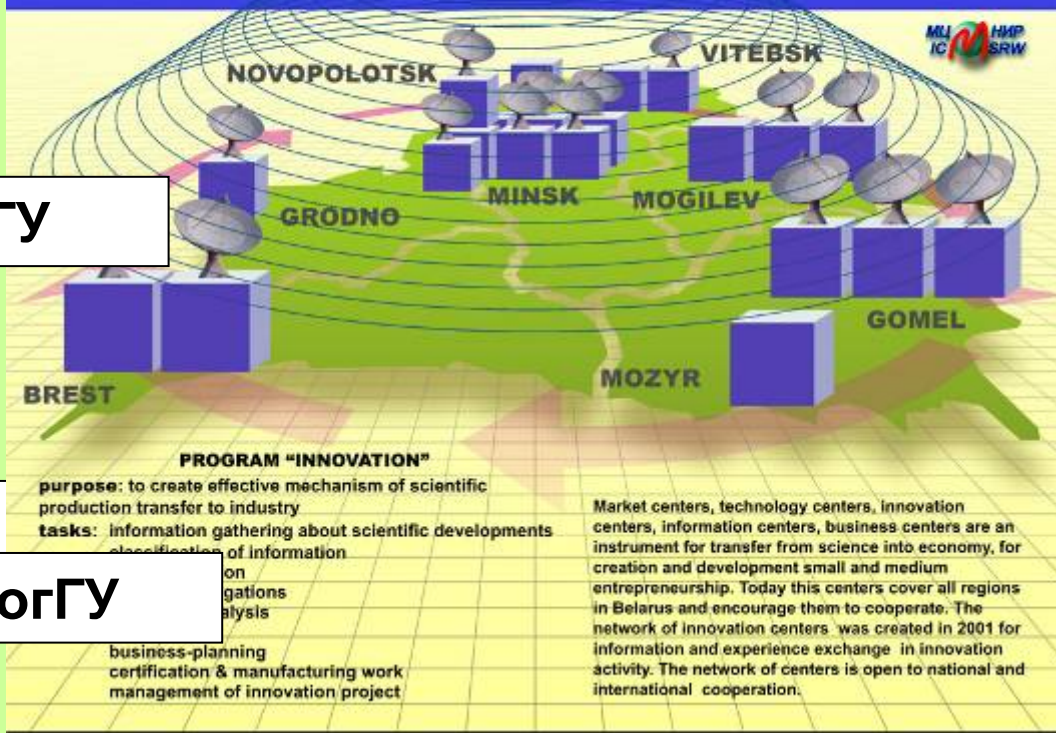 МЦ НИР
IC SRW
NOVOPOLOTSK
VITEBSK
MINSK
MOGILEV
ГУ
GRODNO
GOMEL
BREST
MOZYR
PROGRAM “INNOVATION”
purpose: to create effective mechanism of scientific
production transfer to industry
tasks: information gathering about scientific developments
classification of information
on
gations
alysis
огГУ
business-planning
certification & manufacturing work
management of innovation project
Market centers, technology centers, innovation
centers, information centers, business centers are an
instrument for transfer from science into economy, for
creation and development small and medium
entrepreneurship. Today this centers cover all regions
in Belarus and encourage them to cooperate. The
network of innovation centers was created in 2001 for
information and experience exchange in innovation
activity. The network of centers is open to national and
international cooperation.